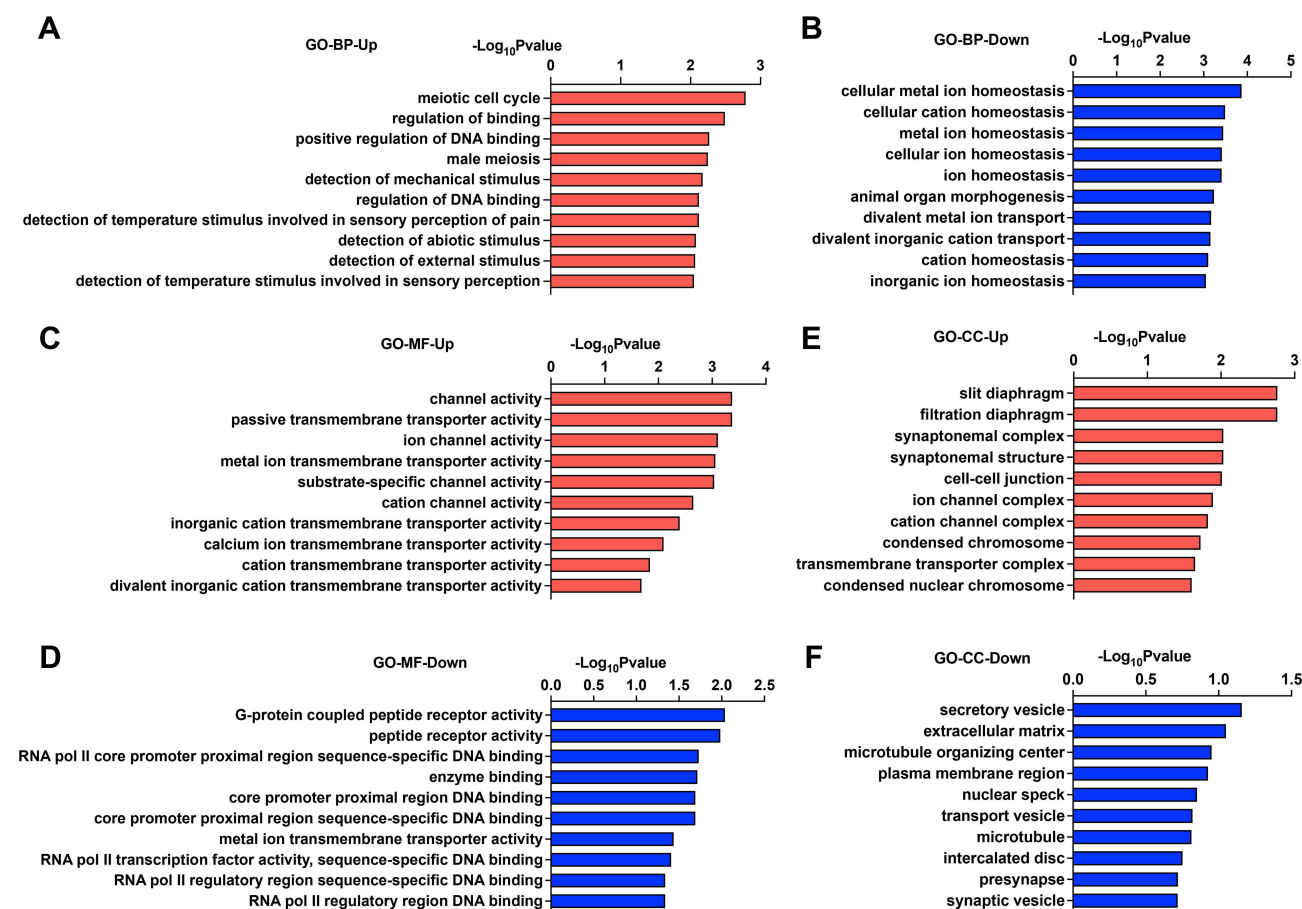 A
GO-BP-Up
-Log10Pvalue
0 1 2 3
meiotic cell cycle
regulation of binding
positive regulation of DNA binding
male meiosis
detection of mechanical stimulus
regulation of DNA binding
detection of temperature stimulus involved in sensory perception of pain
detection of abiotic stimulus
detection of external stimulus
detection of temperature stimulus involved in sensory perception
B
GO-BP-Down
-Log10Pvalue
0 1 2 3 4 5
cellular metal ion homeostasis
cellular cation homeostasis
metal ion homeostasis
cellular ion homeostasis
ion homeostasis
animal organ morphogenesis
divalent metal ion transport
divalent inorganic cation transport
cation homeostasis
inorganic ion homeostasis
C
GO-MF-Up
-Log10Pvalue
0 1 2 3 4
channel activity
passive transmembrane transporter activity
ion channel activity
metal ion transmembrane transporter activity
substrate-specific channel activity
cation channel activity
inorganic cation transmembrane transporter activity
calcium ion transmembrane transporter activity
cation transmembrane transporter activity
divalent inorganic cation transmembrane transporter activity
E
GO-CC-Up
-Log10Pvalue
0 1 2 3
slit diaphragm
filtration diaphragm
synaptonemal complex
synaptonemal structure
cell-cell junction
ion channel complex
cation channel complex
condensed chromosome
transmembrane transporter complex
condensed nuclear chromosome
D
GO-MF-Down
-Log10Pvalue
0.0 0.5 1.0 1.5 2.0 2.5
G-protein coupled peptide receptor activity
peptide receptor activity
RNA pol II core promoter proximal region sequence-specific DNA binding
enzyme binding
core promoter proximal region DNA binding
core promoter proximal region sequence-specific DNA binding
metal ion transmembrane transporter activity
RNA pol II transcription factor activity, sequence-specific DNA binding
RNA pol II regulatory region sequence-specific DNA binding
RNA pol II regulatory region DNA binding
F
GO-CC-Down
-Log10Pvalue
0.0 0.5 1.0 1.5
secretory vesicle
extracellular matrix
microtubule organizing center
plasma membrane region
nuclear speck
transport vesicle
microtubule
intercalated disc
presynapse
synaptic vesicle